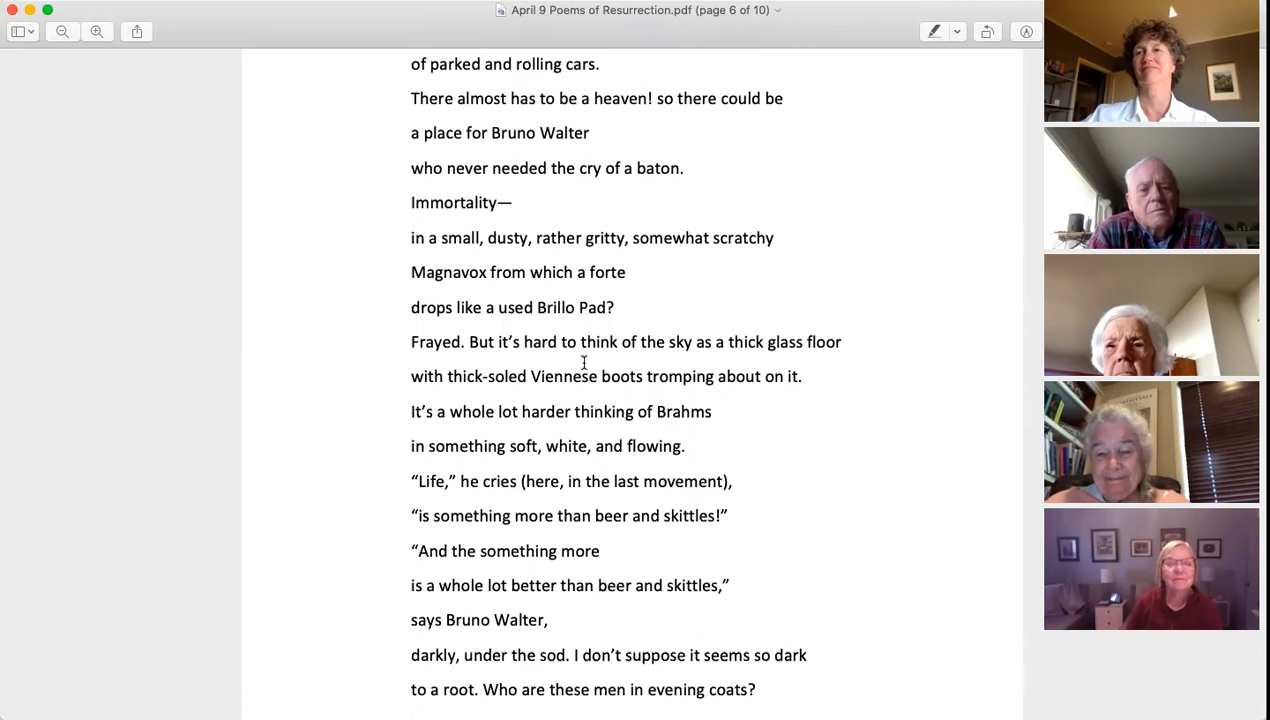 April 9 Poems of Resurrection.pdf (page 6 of 10)
of parked and rolling cars.
There almost has to be a heaven! so there could be
a place for Bruno Walter
who never needed the cry of a baton.
Immortality—
in a small, dusty, rather gritty, somewhat scratchy
Magnavox from which a forte
drops like a used Brillo Pad?
Frayed. But it’s hard to think of the sky as a thick glass floor
with thick-soled Viennese boots tromping about on it.
It’s a whole lot harder thinking of Brahms
in something soft, white, and flowing.
“Life,” he cries (here, in the last movement),
“is something more than beer and skittles!”
“And the something more
is a whole lot better than beer and skittles,”
says Bruno Walter,
darkly, under the sod. I don’t suppose it seems so dark
to a root. Who are these men in evening coats?